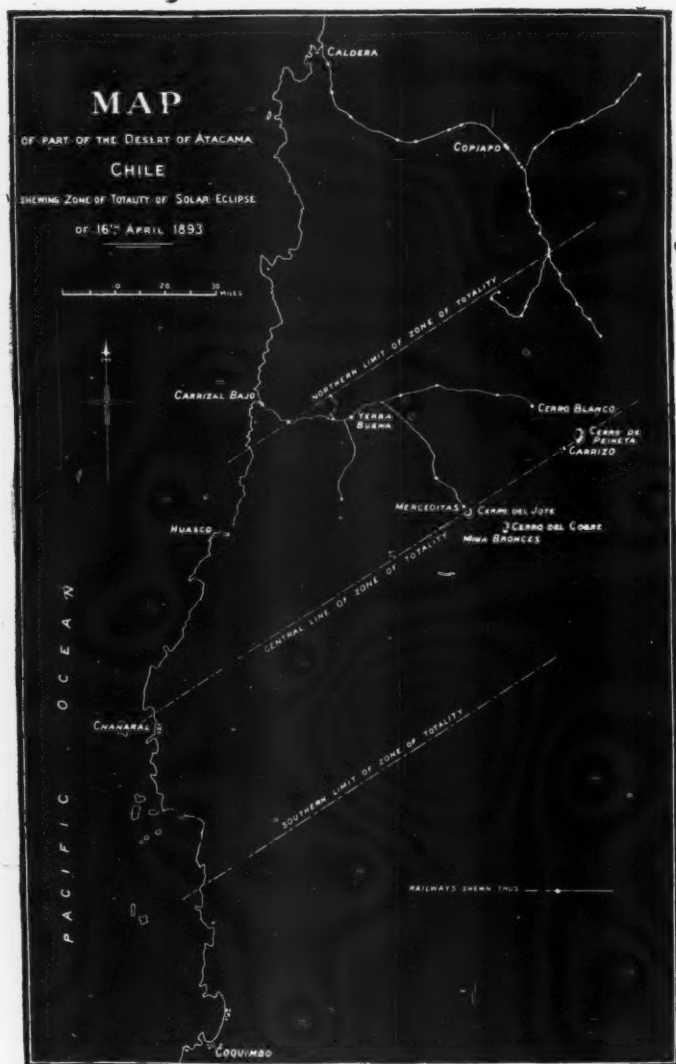 MAP
OF PART OF THE DESERT OF ATACAMA
CHILE
SHEWING ZONE OF TOTALITY OF SOLAR ECLIPSE
OF 16TH APRIL 1893
10 20 30 MILES
CALDERA
COPIAPO
NORTHERN LIMIT OF ZONE OF TOTALITY
CARRIZAL BAJO
YERBA
BUENA
CERRO BLANCO
CERRO DE
PEINETA
CARRIZO
MERCEDITAS
CERRO DEL JOTE
HUASCO
CERRO DEL COBRE
MINA BRONCES
CENTRAL LINE OF ZONE OF TOTALITY
CHANARAL
SOUTHERN LIMIT OF ZONE OF TOTALITY
PACIFIC OCEAN
RAILWAYS SHEWN THUS
COQUIMBO